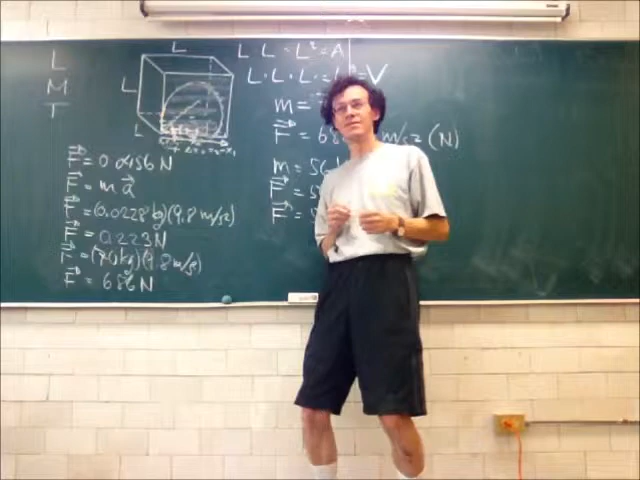 L
M
T
L
L
L
L L = L² = A
L · L · L = L³ = V
m =
F = 68 m/s2 (N)
m = 56
F = 5
F =
F = 0.0456 N
F = m a
F = (0.0228 kg)(9.8 m/s2)
F = 0.223 N
F = (70 kg)(9.8 m/s2)
F = 686 N